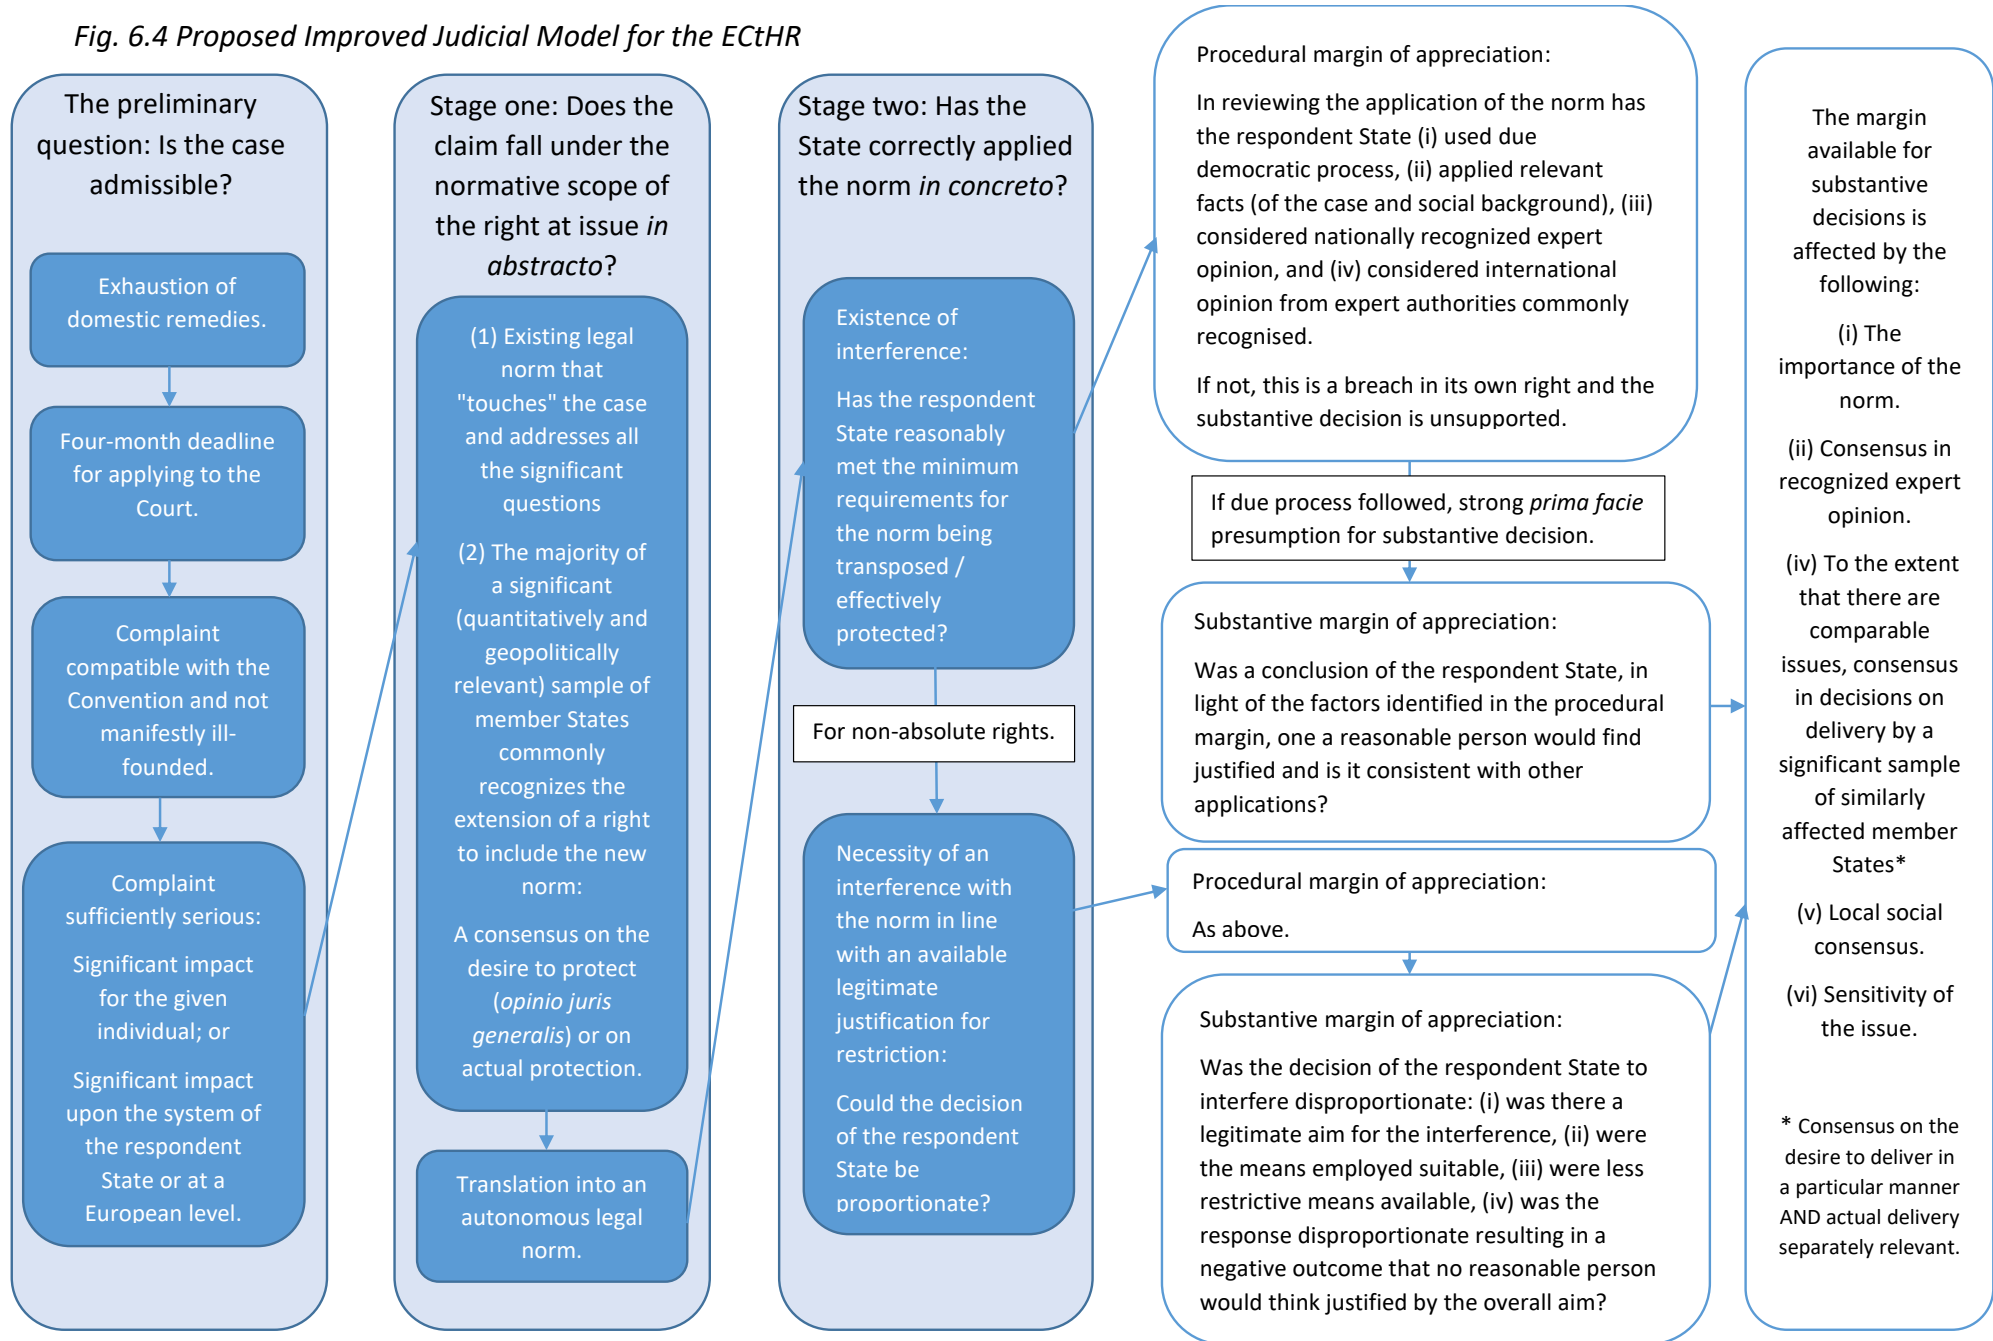 Fig. 6.4 Proposed Improved Judicial Model for the ECtHR
The preliminary
question: Is the case
admissible?
Exhaustion of
domestic remedies.
Four-month deadline
for applying to the
Court.
Complaint
compatible with the
Convention and not
manifestly ill-
founded.
Complaint
sufficiently serious:
Significant impact
for the given
individual; or
Significant impact
upon the system of
the respondent
State or at a
European level.
Stage one: Does the
claim fall under the
normative scope of
the right at issue in
abstracto?
(1) Existing legal
norm that
"touches" the case
and addresses all
the significant
questions
(2) The majority of
a significant
(quantitatively and
geopolitically
relevant) sample of
member States
commonly
recognizes the
extension of a right
to include the new
norm:
A consensus on the
desire to protect
(opinio juris
generalis) or on
actual protection.
Translation into an
autonomous legal
norm.
Stage two: Has the
State correctly applied
the norm in concreto?
Existence of
interference:
Has the respondent
State reasonably
met the minimum
requirements for
the norm being
transposed /
effectively
protected?
For non-absolute rights.
Necessity of an
interference with
the norm in line
with an available
legitimate
justification for
restriction:
Could the decision
of the respondent
State be
proportionate?
Procedural margin of appreciation:
In reviewing the application of the norm has
the respondent State (i) used due
democratic process, (ii) applied relevant
facts (of the case and social background), (iii)
considered nationally recognized expert
opinion, and (iv) considered international
opinion from expert authorities commonly
recognised.
If not, this is a breach in its own right and the
substantive decision is unsupported.
If due process followed, strong prima facie
presumption for substantive decision.
Substantive margin of appreciation:
Was a conclusion of the respondent State, in
light of the factors identified in the procedural
margin, one a reasonable person would find
justified and is it consistent with other
applications?
Procedural margin of appreciation:
As above.
Substantive margin of appreciation:
Was the decision of the respondent State to
interfere disproportionate: (i) was there a
legitimate aim for the interference, (ii) were
the means employed suitable, (iii) were less
restrictive means available, (iv) was the
response disproportionate resulting in a
negative outcome that no reasonable person
would think justified by the overall aim?
The margin
available for
substantive
decisions is
affected by the
following:
(i) The
importance of the
norm.
(ii) Consensus in
recognized expert
opinion.
(iv) To the extent
that there are
comparable
issues, consensus
in decisions on
delivery by a
significant sample
of similarly
affected member
States*
(v) Local social
consensus.
(vi) Sensitivity of
the issue.
* Consensus on the
desire to deliver in
a particular manner
AND actual delivery
separately relevant.